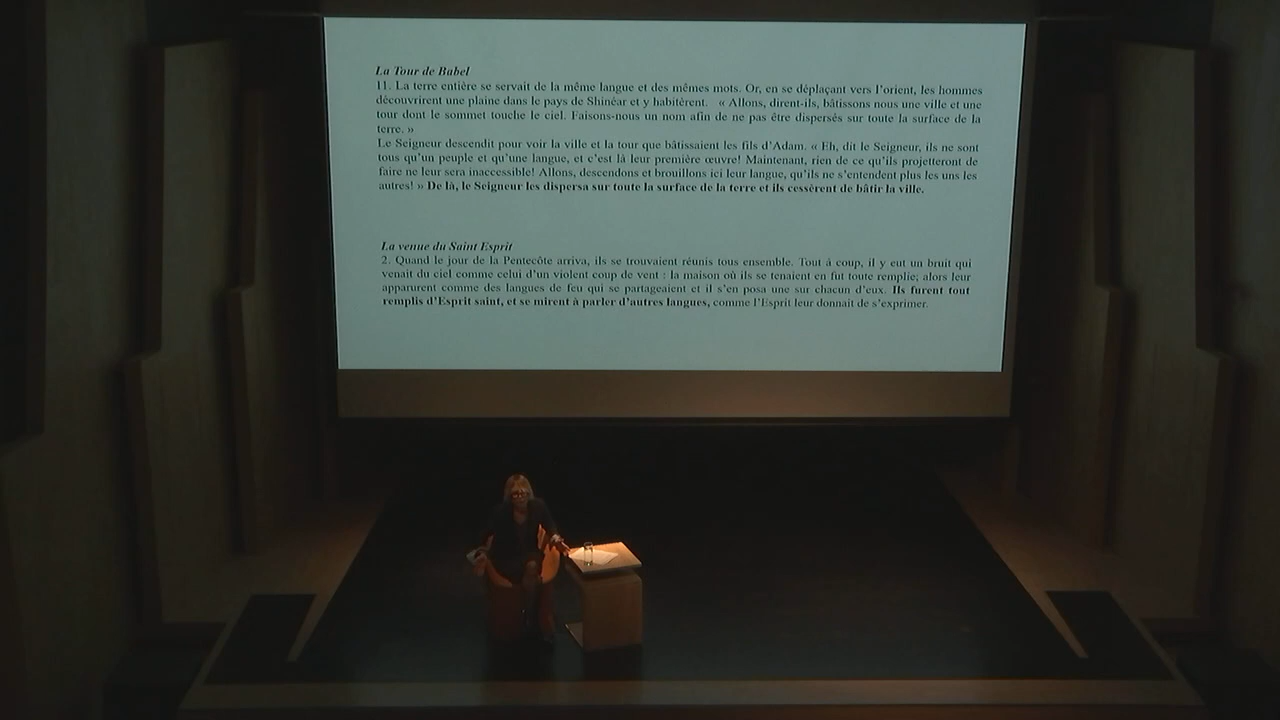 La Tour de Babel
11. La terre entière se servait de la même langue et des mêmes mots. Or, en se déplaçant vers l'orient, les hommes
découvrirent une plaine dans le pays de Shinéar et y habitèrent. « Allons, dirent-ils, bâtissons nous une ville et une
tour dont le sommet touche le ciel. Faisons-nous un nom afin de ne pas être dispersés sur toute la surface de la
terre. »
Le Seigneur descendit pour voir la ville et la tour que bâtissaient les fils d'Adam. « Eh, dit le Seigneur, ils ne sont
tous qu'un peuple et qu'une langue, et c'est là leur première œuvre! Maintenant, rien de ce qu'ils projetteront de
faire ne leur sera inaccessible! Allons, descendons et brouillons ici leur langue, qu'ils ne s'entendent plus les uns les
autres! » De là, le Seigneur les dispersa sur toute la surface de la terre et ils cessèrent de bâtir la ville.
La venue du Saint Esprit
2. Quand le jour de la Pentecôte arriva, ils se trouvaient réunis tous ensemble. Tout à coup, il y eut un bruit qui
venait du ciel comme celui d'un violent coup de vent : la maison où ils se tenaient en fut toute remplie; alors leur
apparurent comme des langues de feu qui se partageaient et il s'en posa une sur chacun d'eux. Ils furent tout
remplis d'Esprit saint, et se mirent à parler d'autres langues, comme l'Esprit leur donnait de s'exprimer.